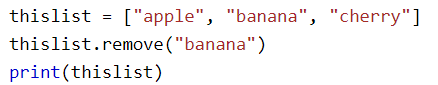 thislist = ["apple", "banana", "cherry"]
thislist.remove("banana")
print(thislist)